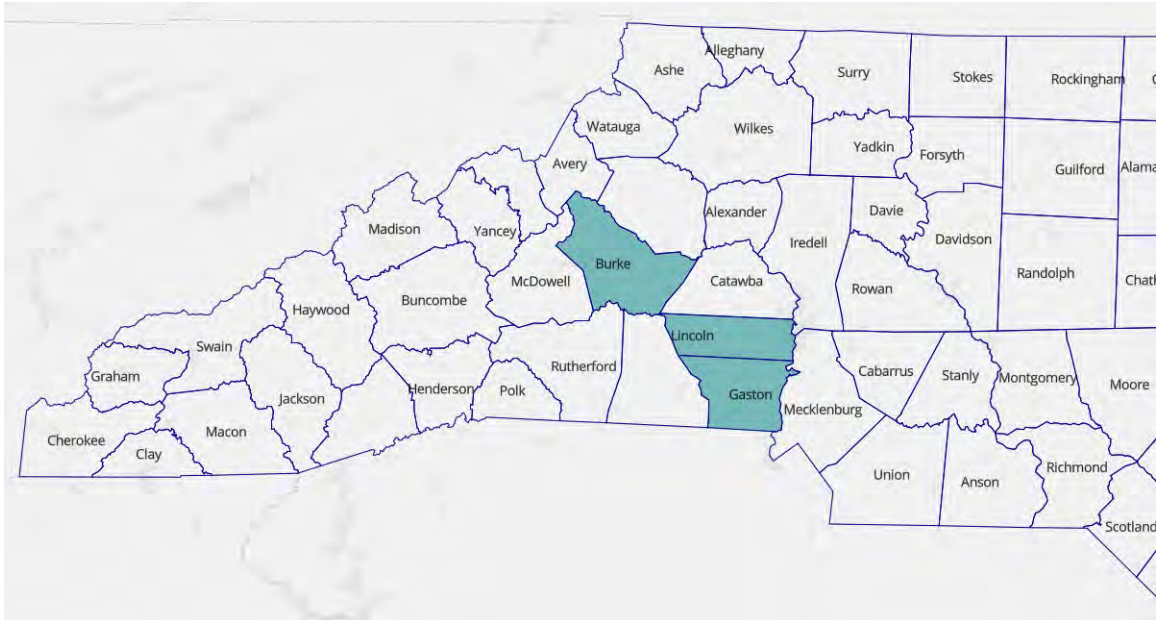 Alleghany
Ashe
Surry
Stokes
Rockingham
Watauga
Wilkes
Yadkin
Forsyth
Avery
Guilford
Alama
Alexander
Davie
Madison
Yancey
Davidson
Iredell
Burke
McDowell
Catawba
Randolph
Chath
Buncombe
Haywood
Rowan
Lincoln
Swain
Rutherford
Cabarrus
Stanly
Montgomery
Moore
Graham
Henderson
Polk
Gaston
Jackson
Mecklenburg
Cherokee
Macon
Clay
Richmond
Union
Anson
Scotland